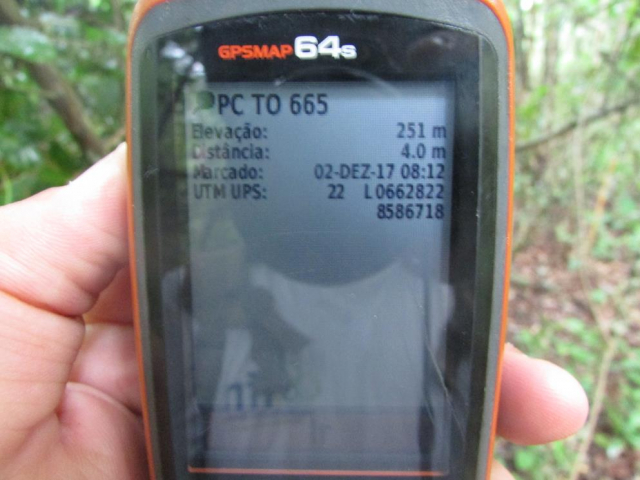 GPSMAP 64s
PC TO 665
Elevação: 251 m
Distância: 4.0 m
Marcado: 02-DEZ-17 08:12
UTM UPS: 22 L 0662822
8586718
Ir